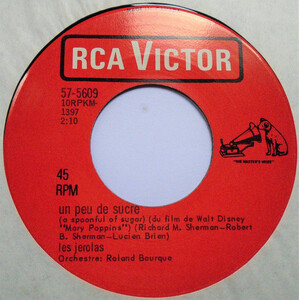 RCA VICTOR
57-5609
10RPKM-
1397
2:10
"HIS MASTER'S VOICE"
45
RPM
un peu de sucre
(a spoonful of sugar) (du film de Walt Disney
"Mary Poppins") (Richard M. Sherman-Robert
B. Sherman-Lucien Brien)
les jerolas
Orchestre: Roland Bourque